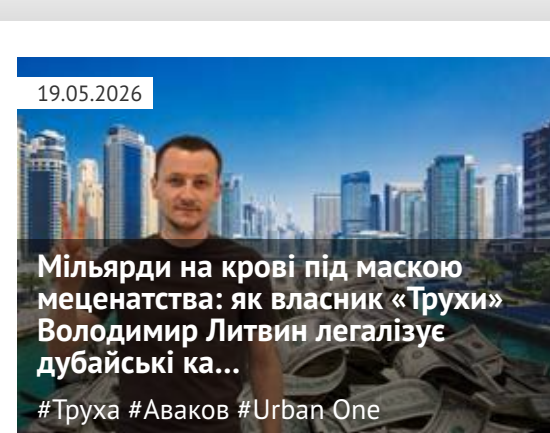 19.05.2026
Мільярди на крові під маскою
меценатства: як власник «Трухи»
Володимир Литвин легалізує
дубайські ка...
#Труха #Аваков #Urban One